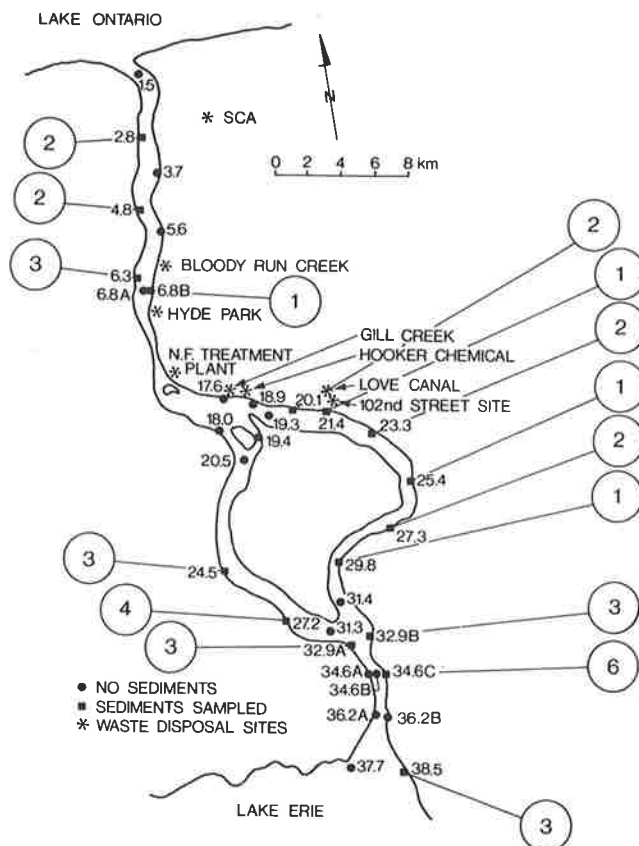 LAKE ONTARIO
1.5
* SCA
N
0 2 4 6 8 km
2
2.8
3.7
2
4.8
5.6
2
* BLOODY RUN CREEK
1
3
6.3
6.8A
6.8B
1
* HYDE PARK
2
GILL CREEK
N.F. TREATMENT
* PLANT
HOOKER CHEMICAL
17.6
18.9
20.1
* LOVE CANAL
* 102nd STREET SITE
1
18.0
19.3
21.4
23.3
19.4
20.5
25.4
2
27.3
1
3
24.5
29.8
4
27.2
31.4
31.3
3
3
32.9A
32.9B
34.6A
34.6C
6
34.6B
● NO SEDIMENTS
■ SEDIMENTS SAMPLED
* WASTE DISPOSAL SITES
36.2A
36.2B
37.7
38.5
LAKE ERIE
3